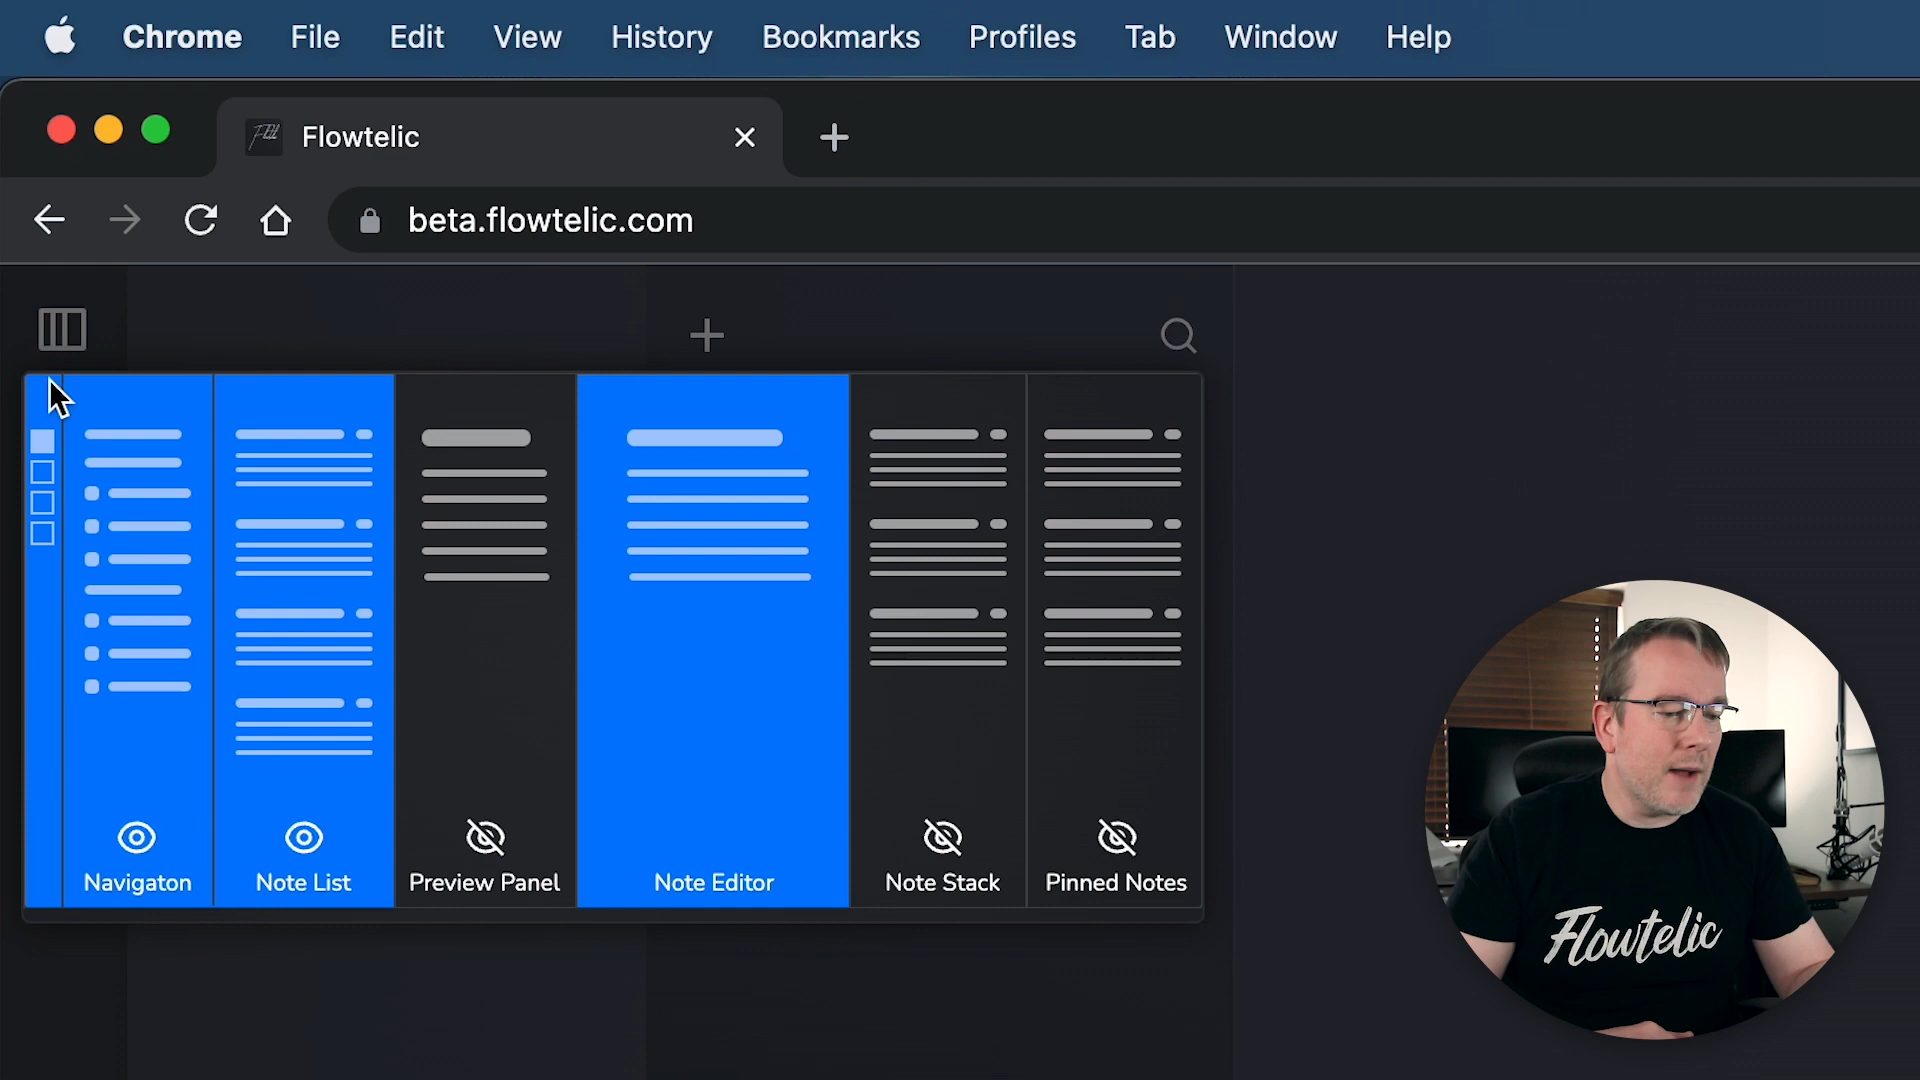 Chrome File Edit View History Bookmarks Profiles Tab Window Help
Flowtelic
beta.flowtelic.com
Navigaton Note List Preview Panel Note Editor Note Stack Pinned Notes
Flowtelic